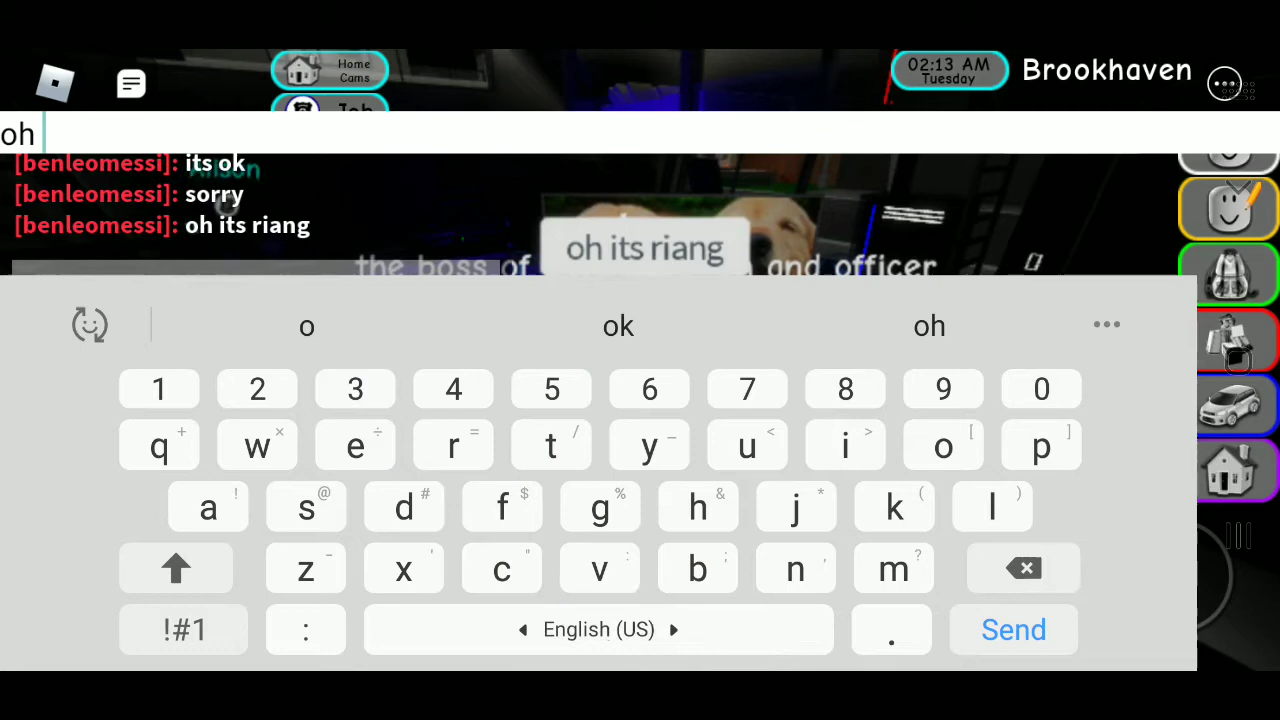 Home
Cams
Job
02:13 AM
Tuesday
Brookhaven
oh
[benleomessi]: its ok
[benleomessi]: sorry
[benleomessi]: oh its riang
oh its riang
the boss of
and officer
o
ok
oh
1 2 3 4 5 6 7 8 9 0
q + w × e ÷ r = t / y _ u < i > o [ p ]
a ! s @ d # f $ g % h & j * k ( l )
z - x ' c " v : b ; n , m ?
!#1 : English (US) . Send